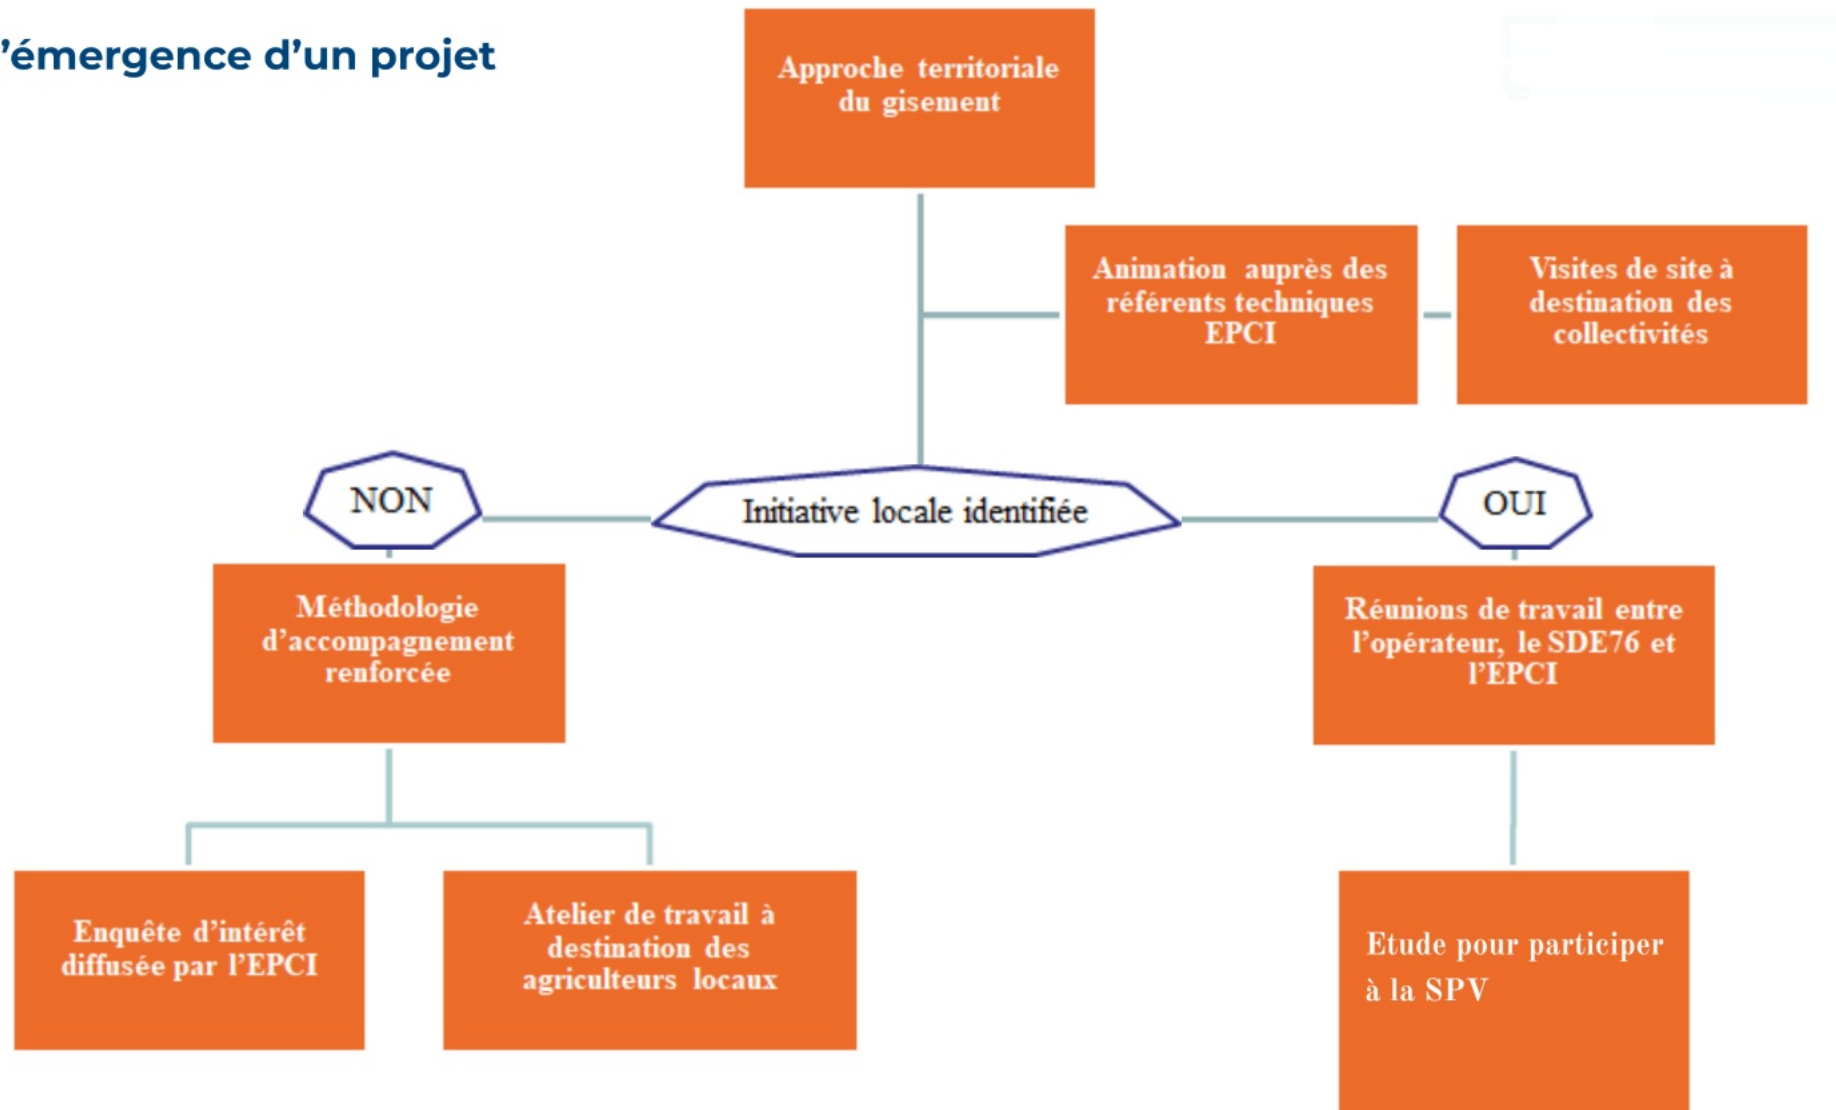 'émergence d'un projet
Approche territoriale
du gisement
Animation auprès des
référents techniques
EPCI
Visites de site à
destination des
collectivités
NON
Initiative locale identifiée
OUI
Méthodologie
d'accompagnement
renforcée
Réunions de travail entre
l'opérateur, le SDE76 et
l'EPCI
Enquête d'intérêt
diffusée par l'EPCI
Atelier de travail à
destination des
agriculteurs locaux
Etude pour participer
à la SPV